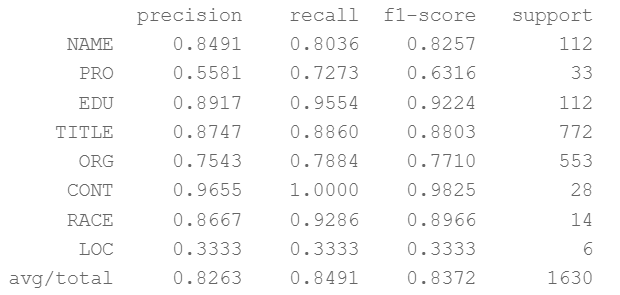 precision recall f1-score support
NAME 0.8491 0.8036 0.8257 112
PRO 0.5581 0.7273 0.6316 33
EDU 0.8917 0.9554 0.9224 112
TITLE 0.8747 0.8860 0.8803 772
ORG 0.7543 0.7884 0.7710 553
CONT 0.9655 1.0000 0.9825 28
RACE 0.8667 0.9286 0.8966 14
LOC 0.3333 0.3333 0.3333 6
avg/total 0.8263 0.8491 0.8372 1630